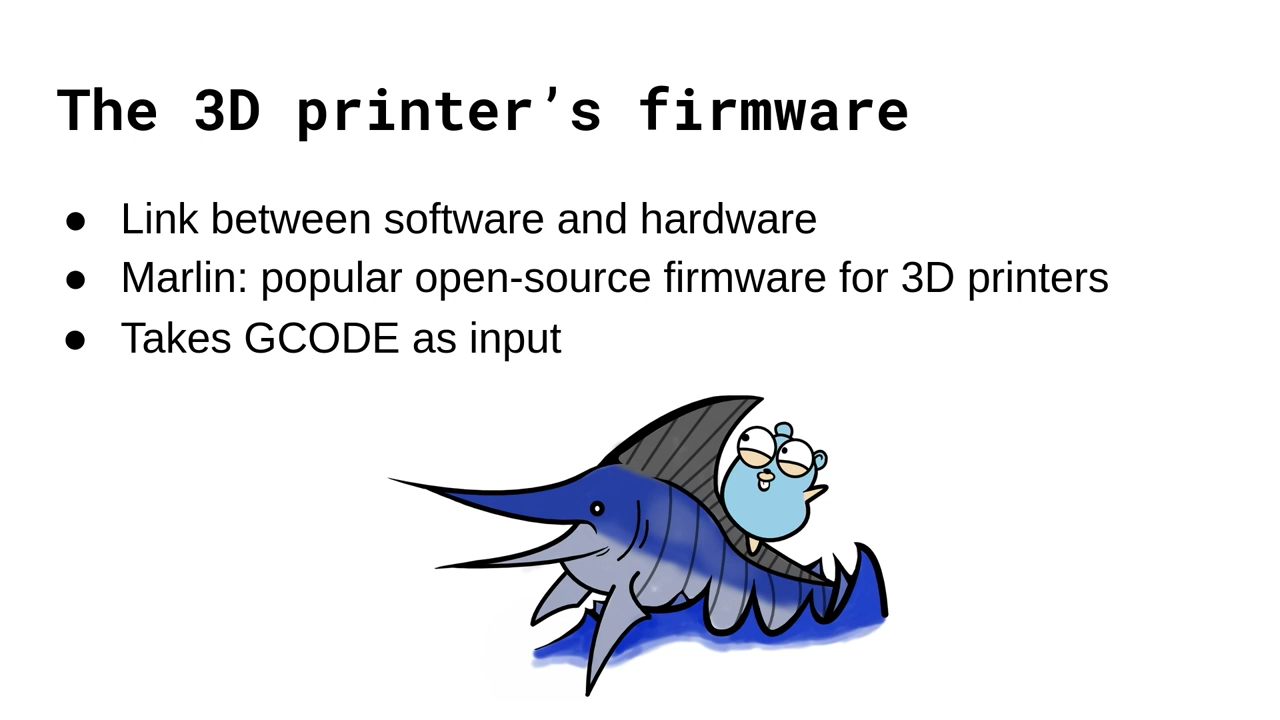 The 3D printer’s firmware
● Link between software and hardware
● Marlin: popular open-source firmware for 3D printers
● Takes GCODE as input